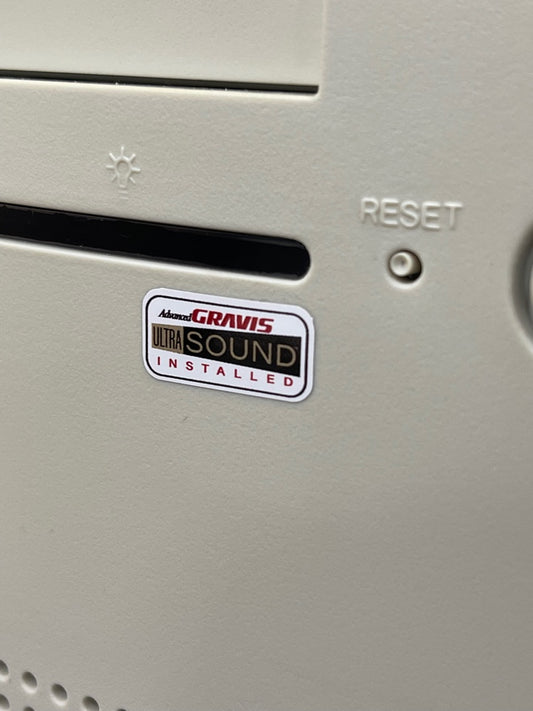 RESET
Advanced GRAVIS
ULTRA SOUND
INSTALLED